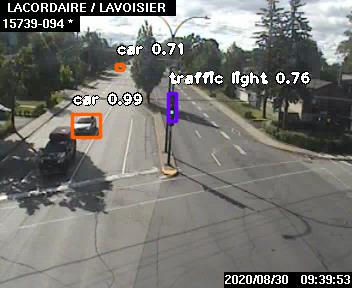 LACORDAIRE / LAVOISIER
15739-094 *
car 0.71
traffic light 0.76
car 0.99
2020/08/30 09:39:53